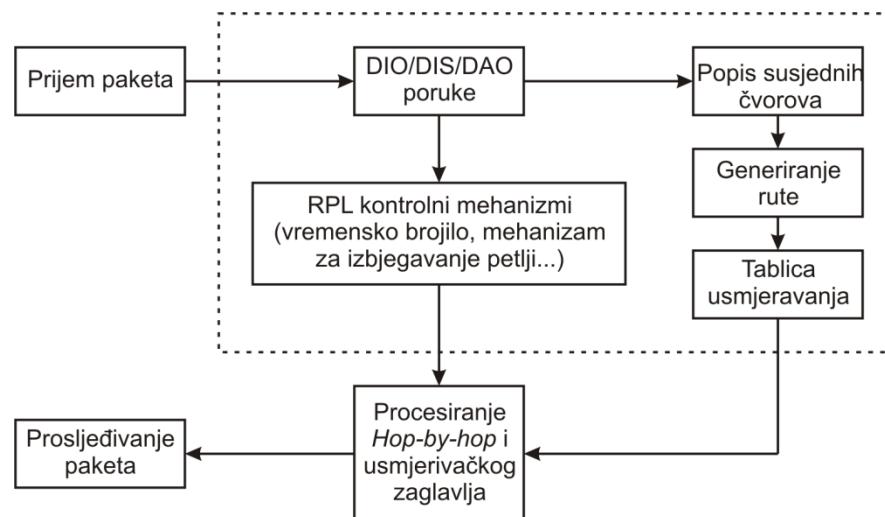 Prijem paketa
DIO/DIS/DAO
poruke
Popis susjednih
čvorova
RPL kontrolni mehanizmi
(vremensko brojilo, mehanizam
za izbjegavanje petlji...)
Generiranje
rute
Tablica
usmjeravanja
Procesiranje
Hop-by-hop i
usmjerivačkog
zaglavlja
Prosljeđivanje
paketa